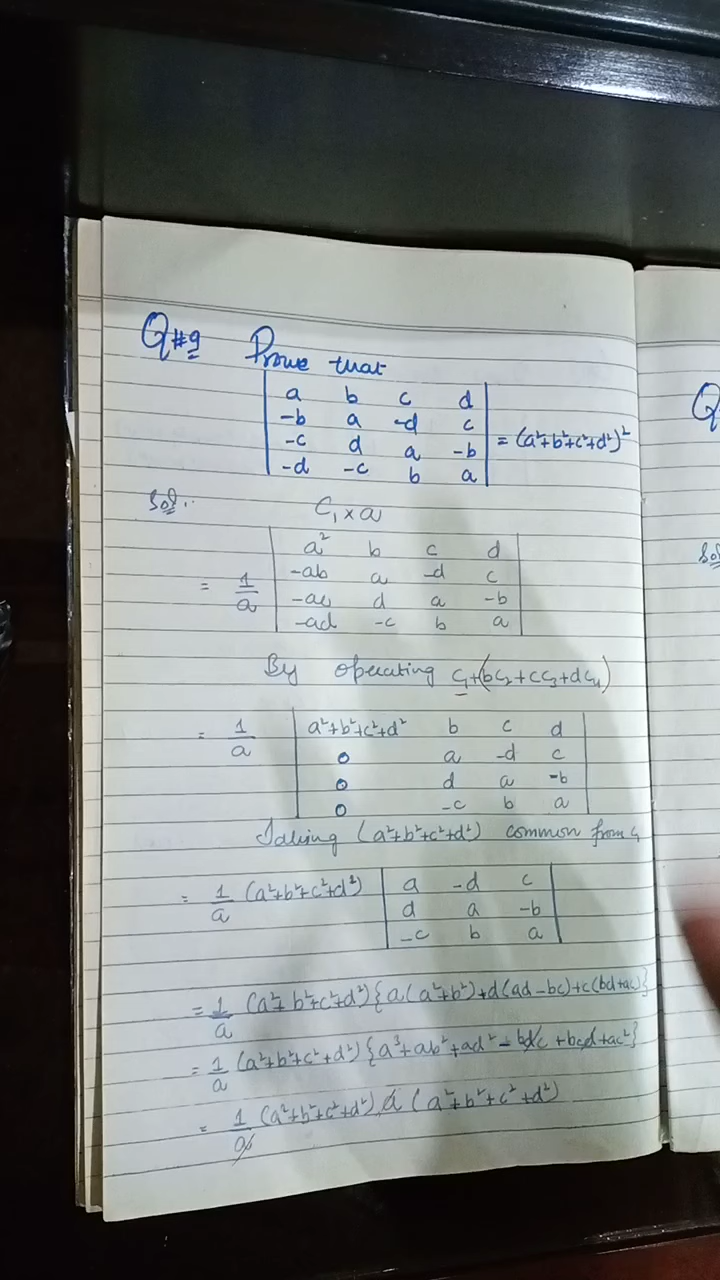 Q#9 Prove that
| a b c d |
| -b a -d c |
| -c d a -b | = (a²+b²+c²+d²)²
| -d -c b a |
Sol.
C₁ × a
| a² b c d |
| -ab a -d c |
= 1/a | -ac d a -b |
| -ad -c b a |
By operating C₁+(bC₂+cC₃+dC₄)
= 1/a | a²+b²+c²+d² b c d |
| 0 a -d c |
| 0 d a -b |
| 0 -c b a |
Taking (a²+b²+c²+d²) common from C₁
= 1/a (a²+b²+c²+d²) | a -d c |
| d a -b |
| -c b a |
= 1/a (a²+b²+c²+d²){a(a²+b²)+d(ad-bc)+c(bd+ac)}
= 1/a (a²+b²+c²+d²){a³+ab²+ad²-bdc+bcd+ac²}
= 1/a (a²+b²+c²+d²) a (a²+b²+c²+d²)
Q
Sol